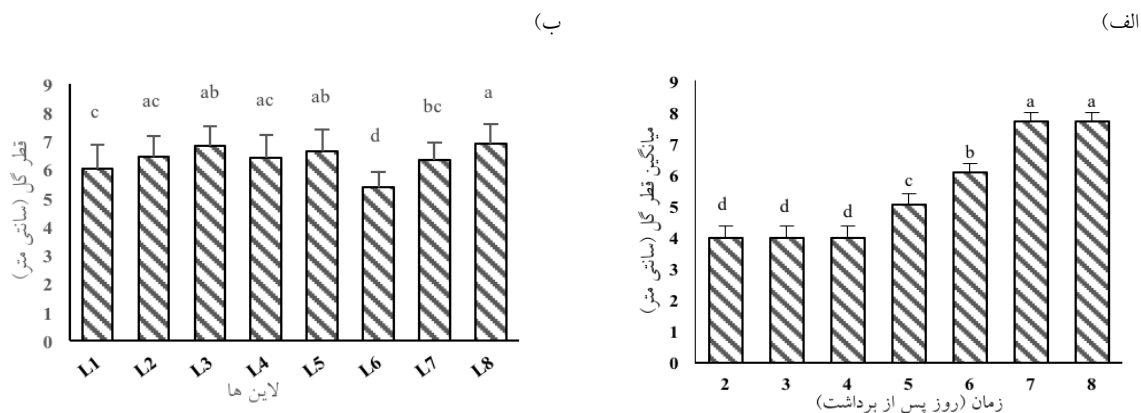 الف)
میانگین قطر گل (سانتی متر)
9
8
7
6
5
4
3
2
1
0
d d d c b a a
2 3 4 5 6 7 8
زمان (روز پس از برداشت)
ب)
قطر گل (سانتی متر)
9
8
7
6
5
4
3
2
1
0
c ac ab ac ab d bc a
L1 L2 L3 L4 L5 L6 L7 L8
لاین ها